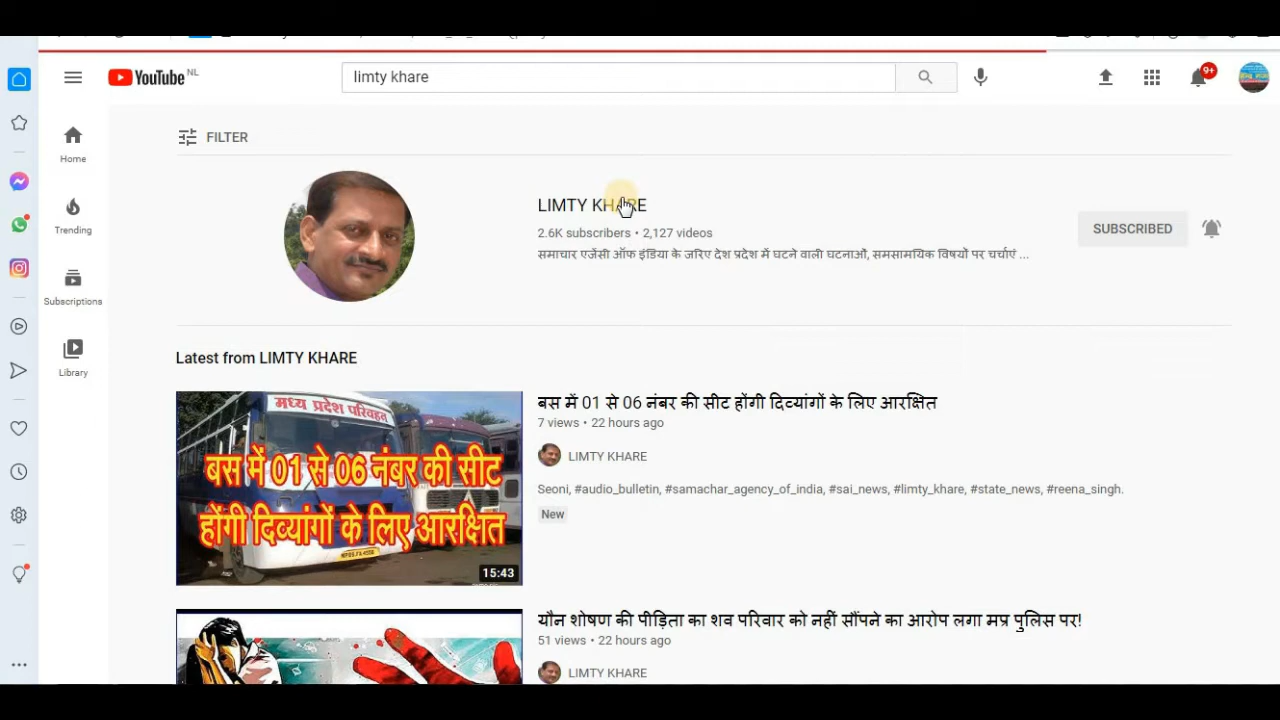 YouTube NL
limty khare
9+
FILTER
Home
Trending
Subscriptions
Library
LIMTY KHARE
2.6K subscribers • 2,127 videos
समाचार एजेंसी ऑफ इंडिया के जरिए देश प्रदेश में घटने वाली घटनाओं, समसामयिक विषयों पर चर्चाएं ...
SUBSCRIBED
Latest from LIMTY KHARE
मध्य प्रदेश परिवहन
बस में 01 से 06 नंबर की सीट
होंगी दिव्यांगों के लिए आरक्षित
15:43
बस में 01 से 06 नंबर की सीट होंगी दिव्यांगों के लिए आरक्षित
7 views • 22 hours ago
LIMTY KHARE
Seoni, #audio_bulletin, #samachar_agency_of_india, #sai_news, #limty_khare, #state_news, #reena_singh.
New
यौन शोषण की पीड़िता का शव परिवार को नहीं सौंपने का आरोप लगा मप्र पुलिस पर!
51 views • 22 hours ago
LIMTY KHARE